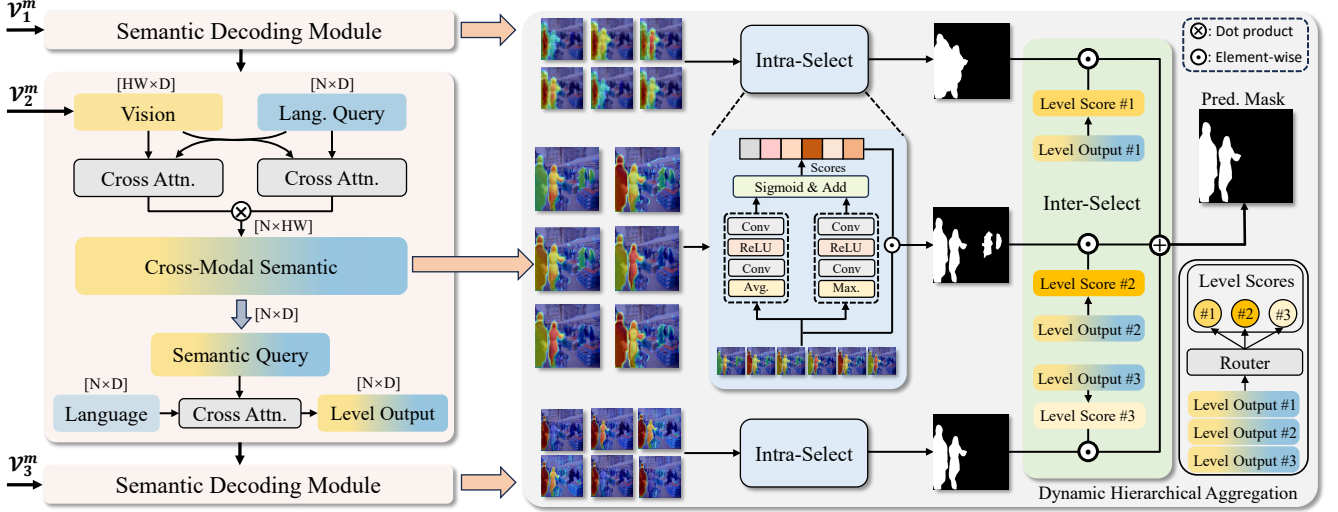 𝒱₁ᵐ
Semantic Decoding Module
[HW×D]
[N×D]
𝒱₂ᵐ
Vision
Lang. Query
Cross Attn.
Cross Attn.
[N×HW]
Cross-Modal Semantic
[N×D]
Semantic Query
[N×D]
[N×D]
Language
Cross Attn.
Level Output
𝒱₃ᵐ
Semantic Decoding Module
Intra-Select
Scores
Sigmoid & Add
Conv
ReLU
Conv
Avg.
Conv
ReLU
Conv
Max.
Intra-Select
Level Score #1
Level Output #1
Inter-Select
Level Score #2
Level Output #2
Level Output #3
Level Score #3
⊗: Dot product
⊙: Element-wise
Pred. Mask
Level Scores
#1
#2
#3
Router
Level Output #1
Level Output #2
Level Output #3
Dynamic Hierarchical Aggregation